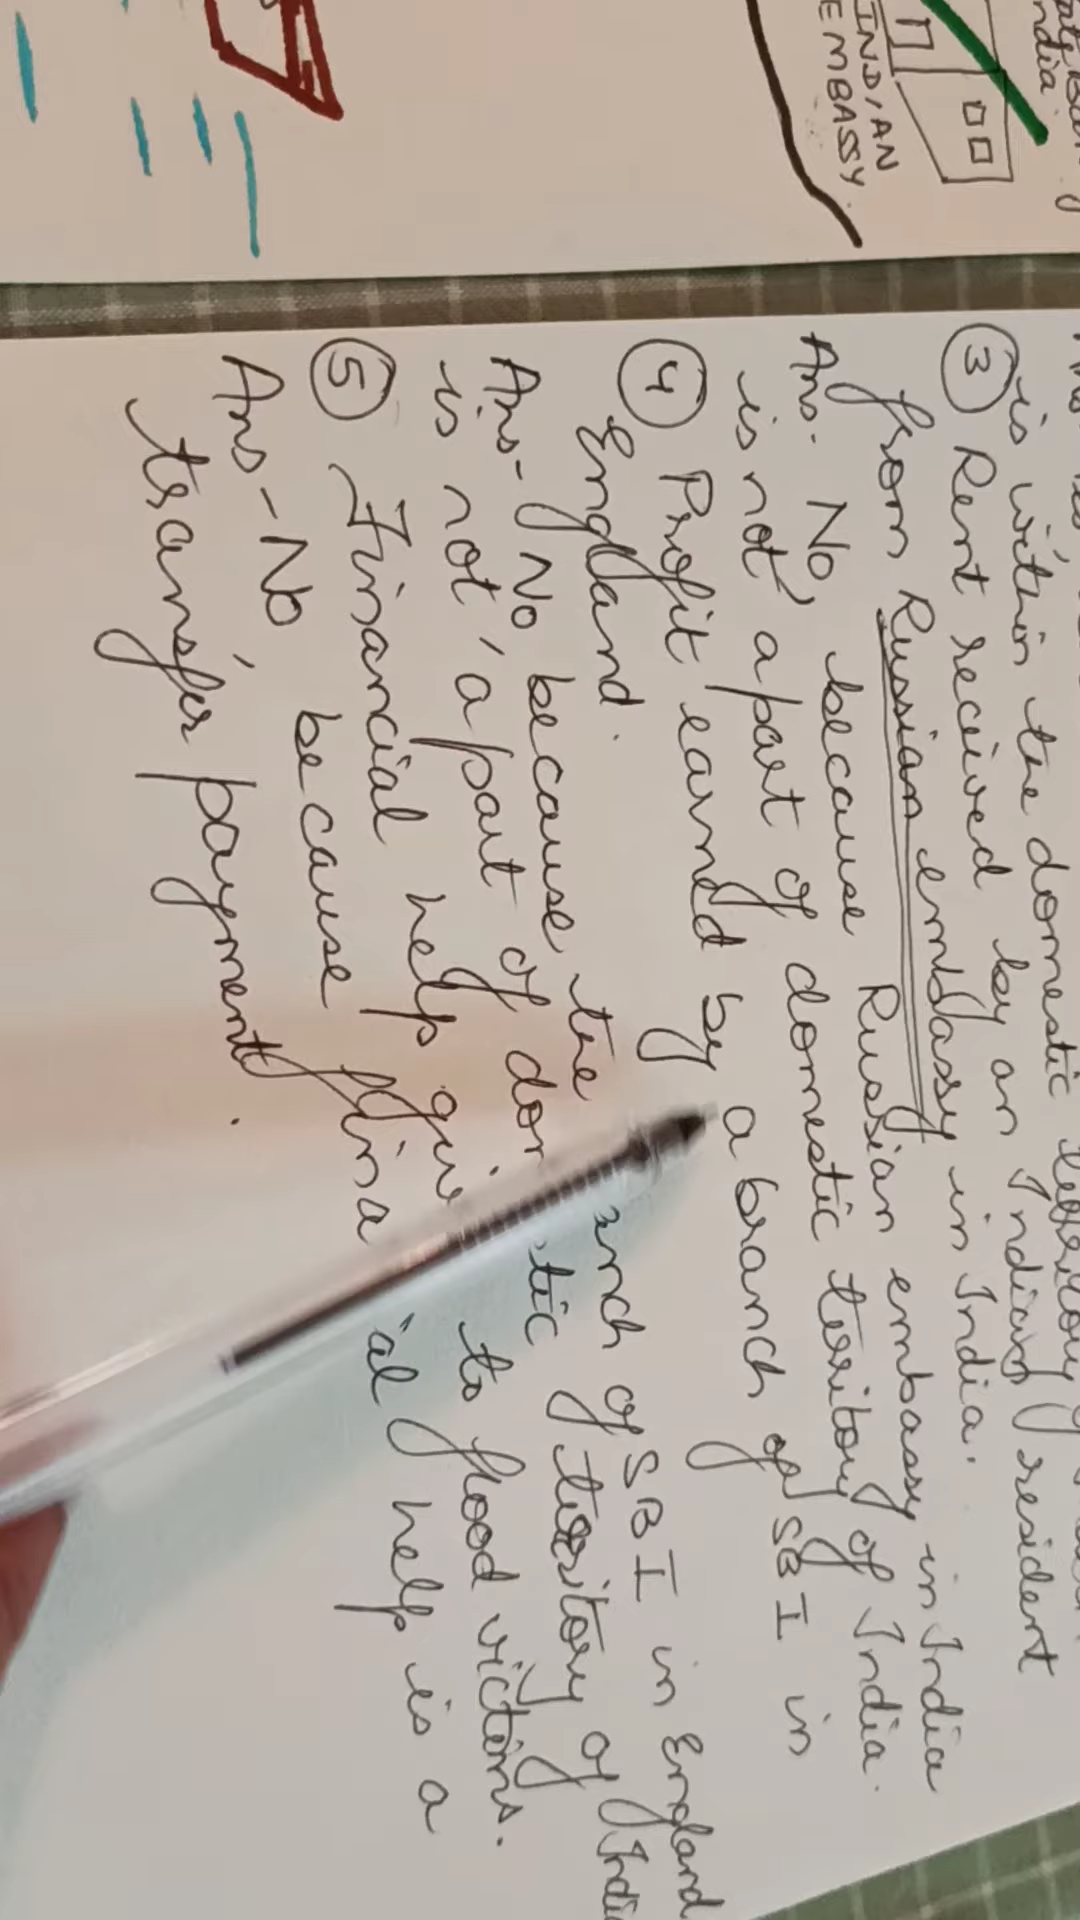 INDIAN
EMBASSY.
is within the domestic territory
③ Rent received by an Indian resident
from Russian embassy in India.
Ans. No, because Russian embassy in India
is not a part of domestic territory of India.
④ Profit earned by a branch of SBI in
England.
Ans- No, because the branch of SBI in England
is not a part of domestic territory of India
⑤ Financial help given to flood victims.
Ans-No, because financial help is a
transfer payment.